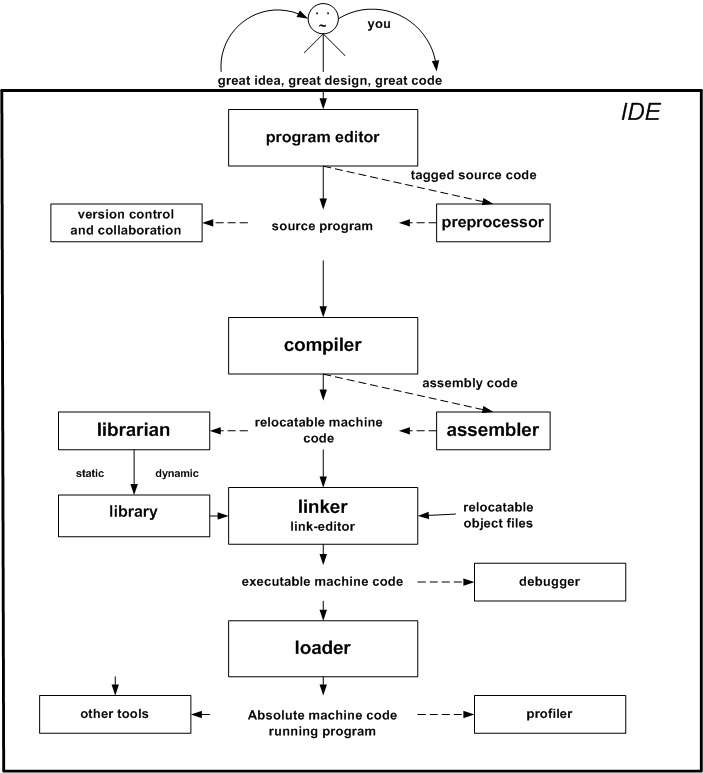 you
great idea, great design, great code
IDE
program editor
tagged source code
version control
and collaboration
source program
preprocessor
compiler
assembly code
librarian
relocatable machine
code
assembler
static
dynamic
library
linker
link-editor
relocatable
object files
executable machine code
debugger
loader
other tools
Absolute machine code
running program
profiler